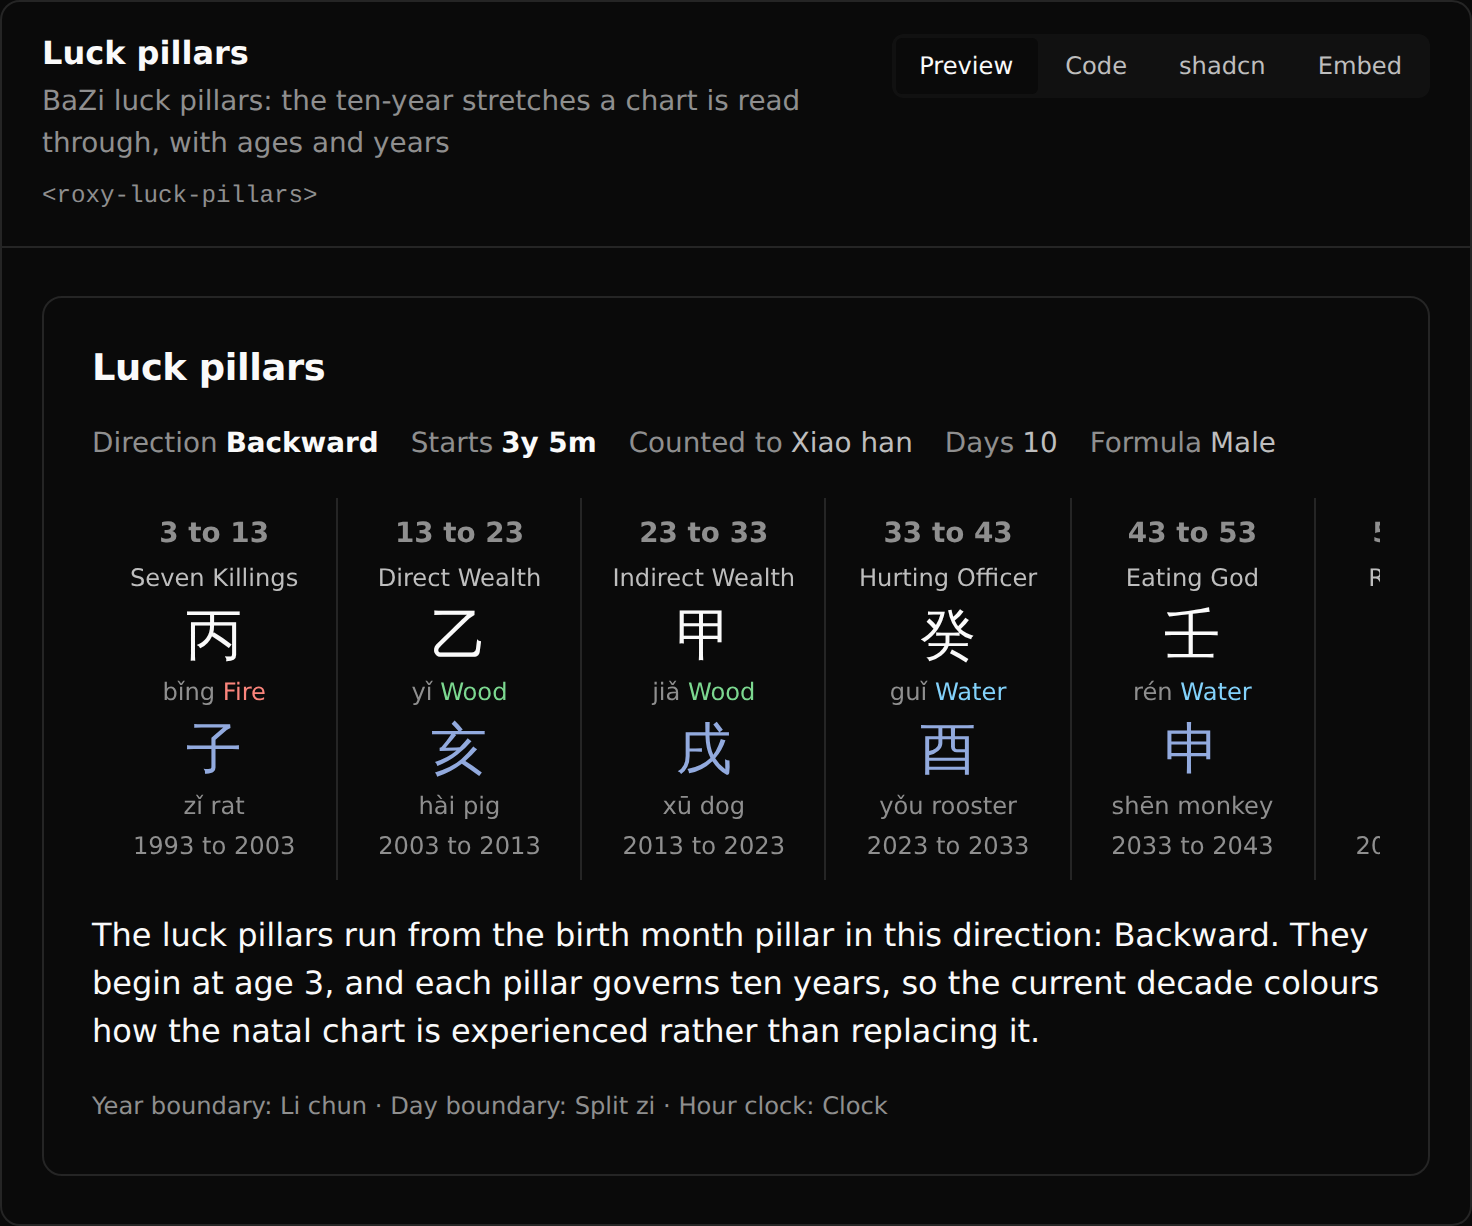 Luck pillars
Preview Code shadcn Embed
BaZi luck pillars: the ten-year stretches a chart is read
through, with ages and years
<roxy-luck-pillars>
Luck pillars
Direction Backward Starts 3y 5m Counted to Xiao han Days 10 Formula Male
3 to 13 13 to 23 23 to 33 33 to 43 43 to 53
Seven Killings Direct Wealth Indirect Wealth Hurting Officer Eating God
丙 乙 甲 癸 壬
bǐng Fire yǐ Wood jiǎ Wood guǐ Water rén Water
子 亥 戌 酉 申
zǐ rat hài pig xū dog yǒu rooster shēn monkey
1993 to 2003 2003 to 2013 2013 to 2023 2023 to 2033 2033 to 2043
The luck pillars run from the birth month pillar in this direction: Backward. They
begin at age 3, and each pillar governs ten years, so the current decade colours
how the natal chart is experienced rather than replacing it.
Year boundary: Li chun · Day boundary: Split zi · Hour clock: Clock